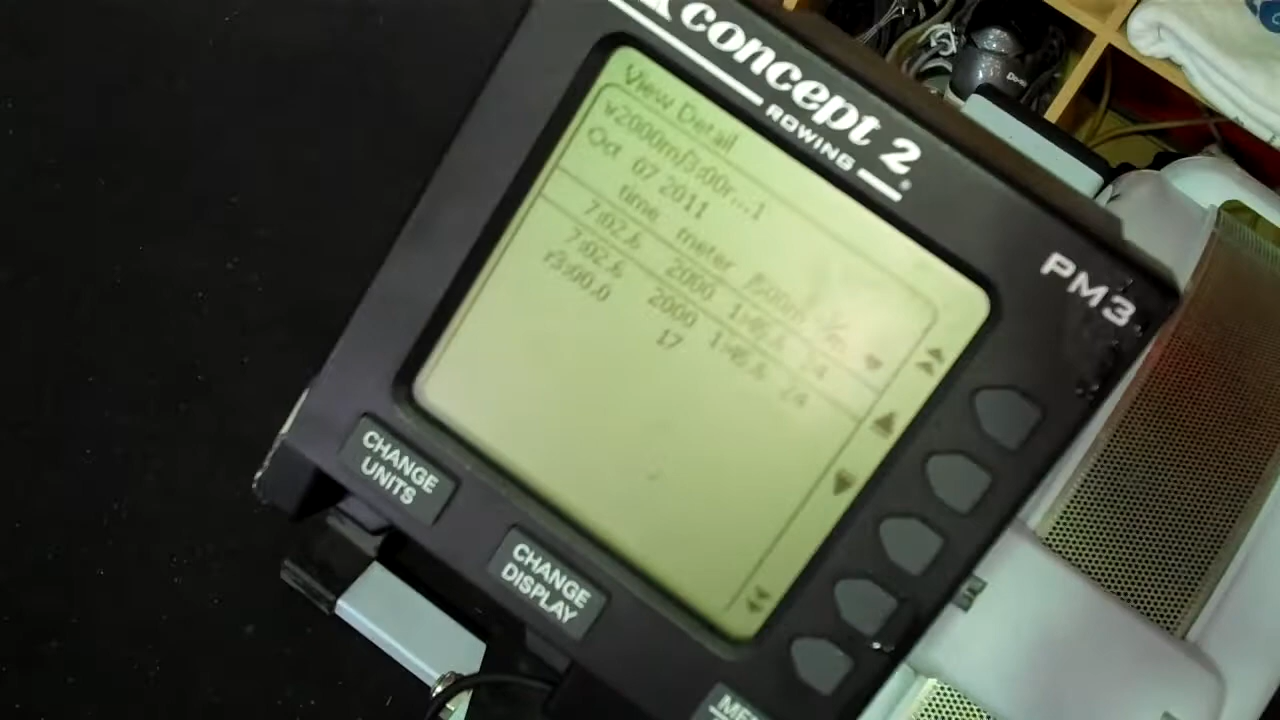 concept 2
ROWING
PM3
View Detail
v2000m/3:00r...1
Oct 07 2011
time meter /500m s/m
7:02.6 2000 1:45.6 24
7:02.6 2000 1:45.6 24
r3:00.0 17
CHANGE
UNITS
CHANGE
DISPLAY